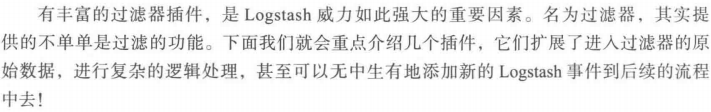 有丰富的过滤器插件，是 Logstash 威力如此强大的重要因素。名为过滤器，其实提
供的不单单是过滤的功能。下面我们就会重点介绍几个插件，它们扩展了进入过滤器的原
始数据，进行复杂的逻辑处理，甚至可以无中生有地添加新的 Logstash 事件到后续的流程
中去！